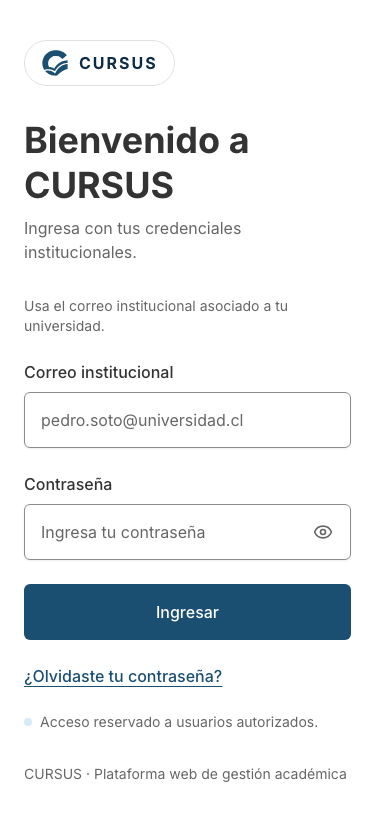 CURSUS
Bienvenido a
CURSUS
Ingresa con tus credenciales
institucionales.
Usa el correo institucional asociado a tu
universidad.
Correo institucional
pedro.soto@universidad.cl
Contraseña
Ingresa tu contraseña
Ingresar
¿Olvidaste tu contraseña?
Acceso reservado a usuarios autorizados.
CURSUS · Plataforma web de gestión académica